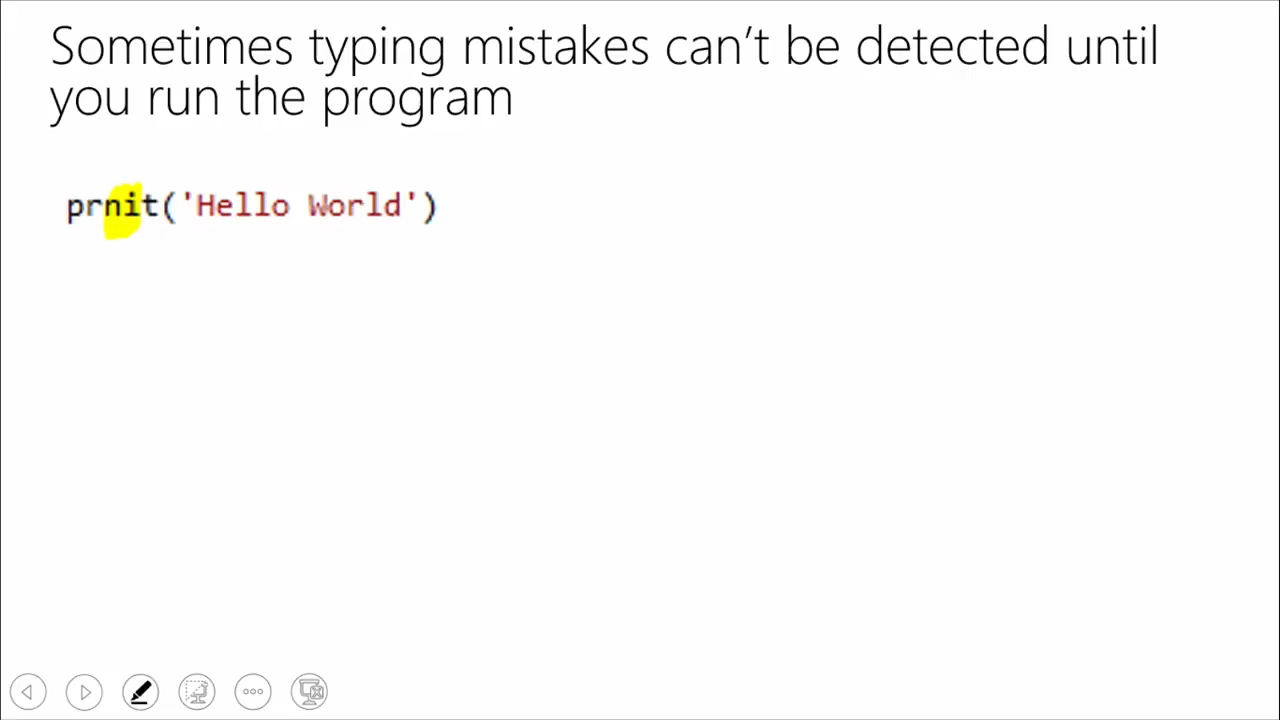 Sometimes typing mistakes can’t be detected until
you run the program
prnit('Hello World')